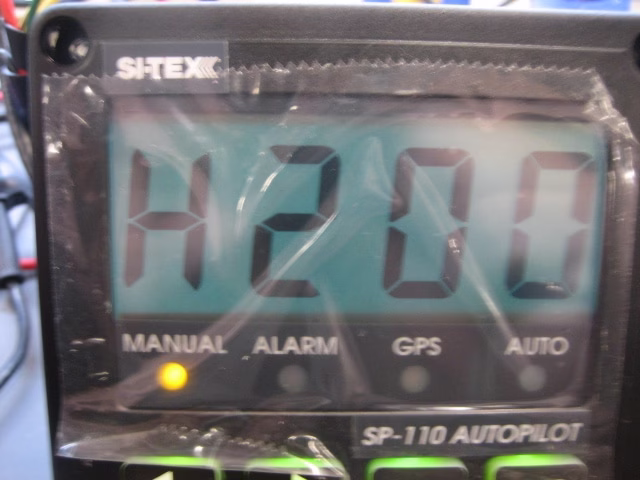 SI-TEX
H200
MANUAL ALARM GPS AUTO
SP-110 AUTOPILOT